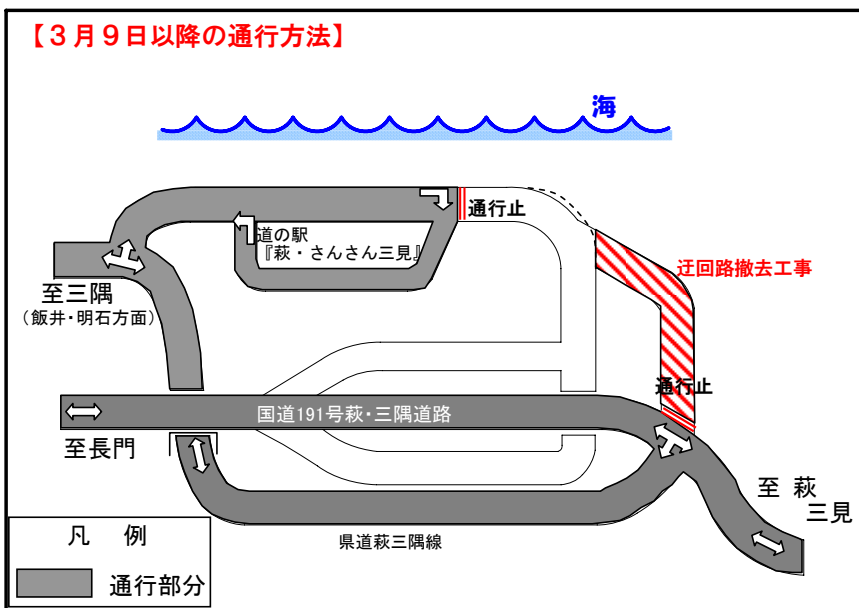 【３月９日以降の通行方法】
海
通行止
道の駅
『萩・さんさん三見』
迂回路撤去工事
至三隅
（飯井・明石方面）
通行止
国道191号萩・三隅道路
至長門
至 萩
三見
県道萩三隅線
凡 例
通行部分